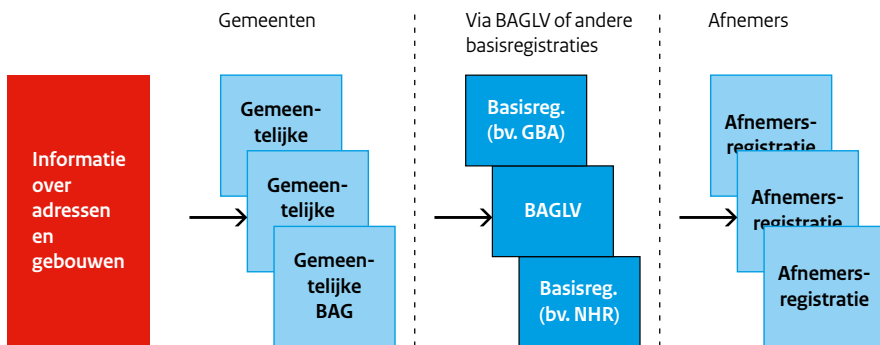 Gemeenten
Via BAGLV of andere
basisregistraties
Afnemers
Informatie
over
adressen
en
gebouwen
Gemeen-
telijke
Gemeen-
telijke
Gemeen-
telijke
BAG
Basisreg.
(bv. GBA)
BAGLV
Basisreg.
(bv. NHR)
Afnemers-
registratie
Afnemers-
registratie
Afnemers-
registratie